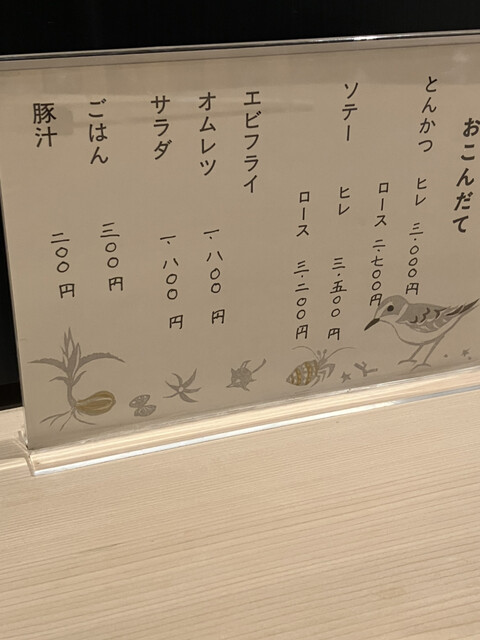 おこんだて
とんかつ
ヒレ 三・〇〇〇円
ロース 二・七〇〇円
ソテー
ヒレ 三・五〇〇円
ロース 三・二〇〇円
エビフライ
オムレツ 一・八〇〇円
サラダ 一・八〇〇円
ごはん 三〇〇円
豚汁 二〇〇円